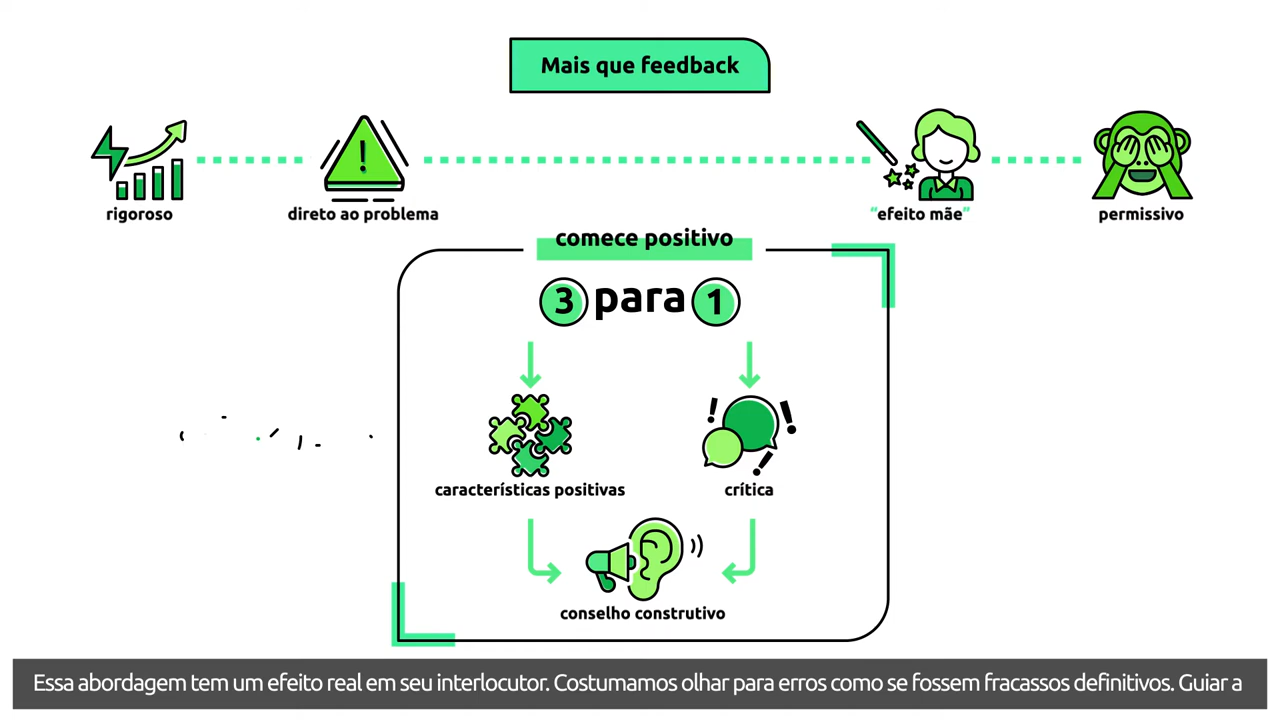 Mais que feedback
rigoroso
direto ao problema
“efeito mãe”
permissivo
comece positivo
3 para 1
características positivas
crítica
conselho construtivo
Essa abordagem tem um efeito real em seu interlocutor. Costumamos olhar para erros como se fossem fracassos definitivos. Guiar a